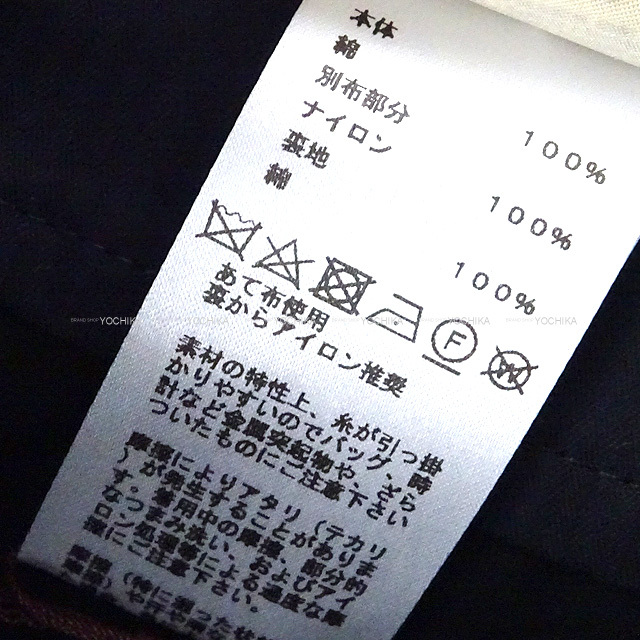 本体
綿 100%
別布部分
ナイロン 100%
裏地
綿 100%
F
W
あて布使用
裏からアイロン推奨
BRAND SHOP YOCHIKA YOCHIKA YOCHIKA YOCHIKA YOCHIKA
素材の特性上、糸が引っ掛
かりやすいのでバッグ、時
計など金属変配物や、ざら
ついたものにご注意下さい
摩擦によりアタリ(テカリ
)が発生することがありま
す。着用中の摩擦、部分的
なつまみ洗い、およびアイ
ロン処理等による過度な摩
擦にご注意下さい。